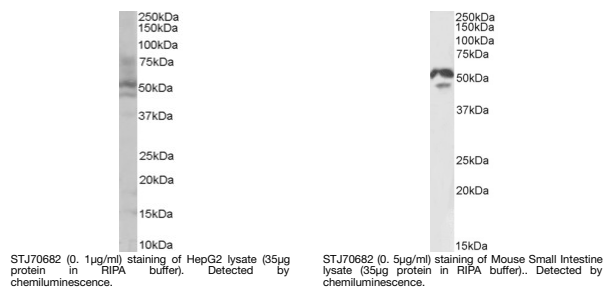 250kDa
150kDa
100kDa
75kDa
50kDa
37kDa
25kDa
20kDa
15kDa
10kDa
STJ70682 (0. 1µg/ml) staining of HepG2 lysate (35µg
protein in RIPA buffer). Detected by
chemiluminescence.
250kDa
150kDa
100kDa
75kDa
50kDa
37kDa
25kDa
20kDa
15kDa
STJ70682 (0. 5µg/ml) staining of Mouse Small Intestine
lysate (35µg protein in RIPA buffer).. Detected by
chemiluminescence.